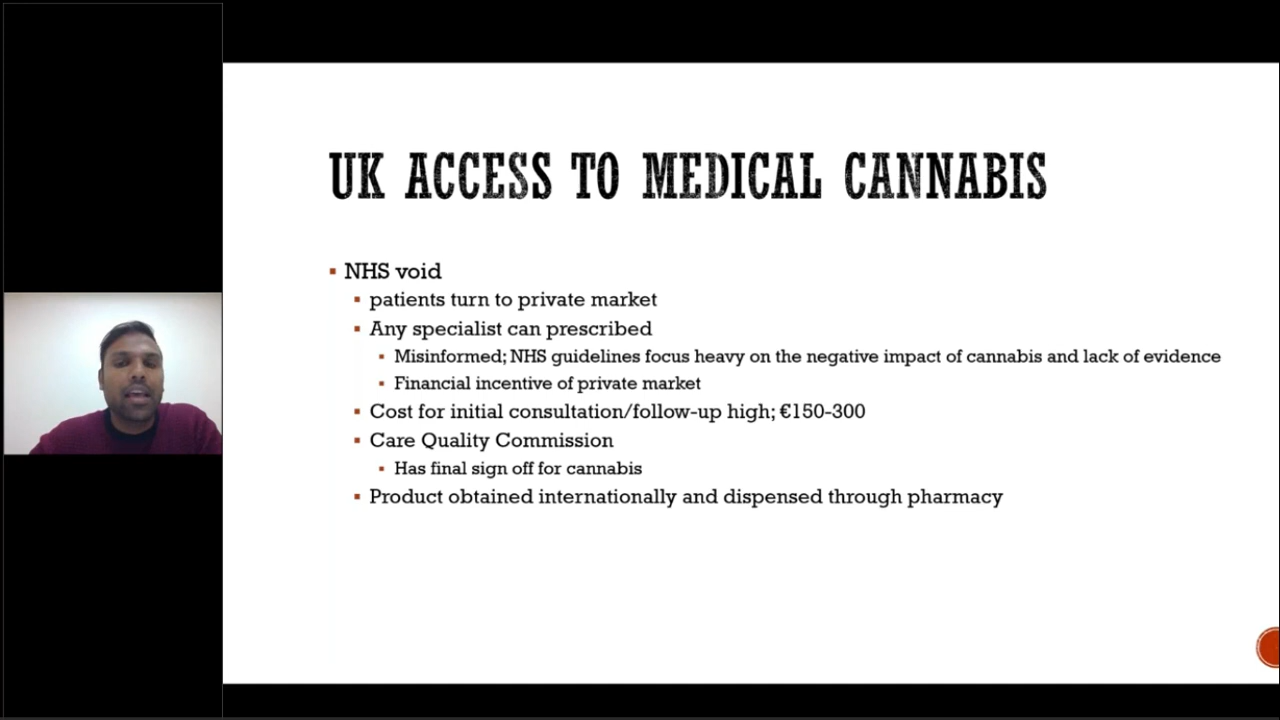 UK ACCESS TO MEDICAL CANNABIS
▪ NHS void
▪ patients turn to private market
▪ Any specialist can prescribed
▪ Misinformed; NHS guidelines focus heavy on the negative impact of cannabis and lack of evidence
▪ Financial incentive of private market
▪ Cost for initial consultation/follow-up high; €150-300
▪ Care Quality Commission
▪ Has final sign off for cannabis
▪ Product obtained internationally and dispensed through pharmacy